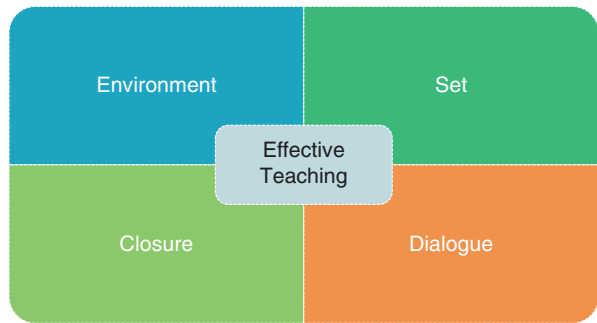 Environment
Set
Effective
Teaching
Closure
Dialogue